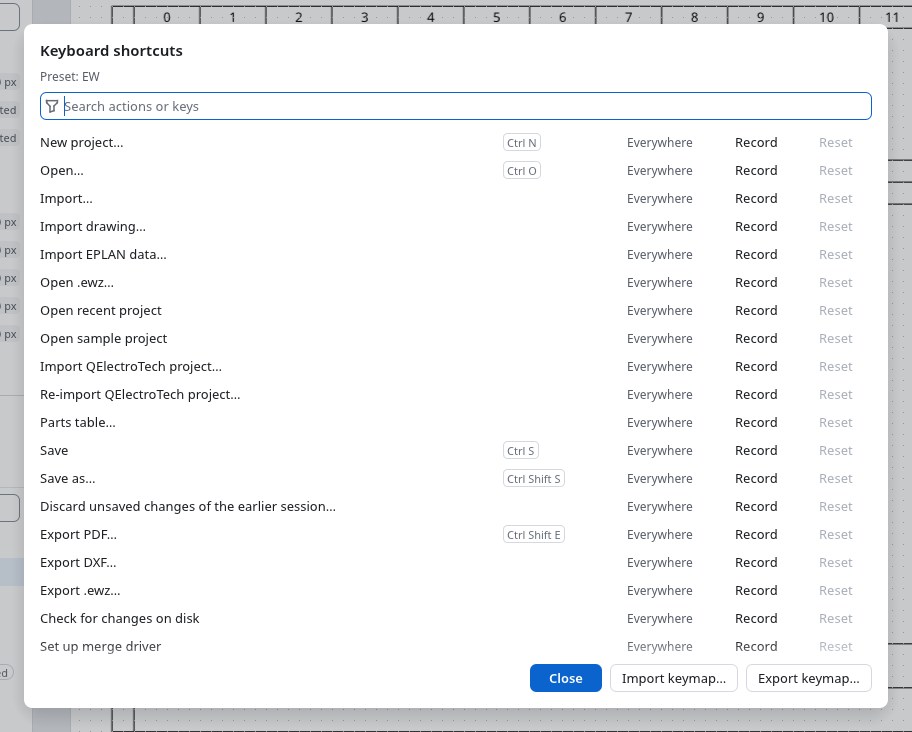 0 1 2 3 4 5 6 7 8 9 10 11
Keyboard shortcuts
Preset: EW
Search actions or keys
New project... Ctrl N Everywhere Record Reset
Open... Ctrl O Everywhere Record Reset
Import... Everywhere Record Reset
Import drawing... Everywhere Record Reset
Import EPLAN data... Everywhere Record Reset
Open .ewz... Everywhere Record Reset
Open recent project Everywhere Record Reset
Open sample project Everywhere Record Reset
Import QElectroTech project... Everywhere Record Reset
Re-import QElectroTech project... Everywhere Record Reset
Parts table... Everywhere Record Reset
Save Ctrl S Everywhere Record Reset
Save as... Ctrl Shift S Everywhere Record Reset
Discard unsaved changes of the earlier session... Everywhere Record Reset
Export PDF... Ctrl Shift E Everywhere Record Reset
Export DXF... Everywhere Record Reset
Export .ewz... Everywhere Record Reset
Check for changes on disk Everywhere Record Reset
Set up merge driver Everywhere Record Reset
Close Import keymap... Export keymap...
px
px
px
px
px
px